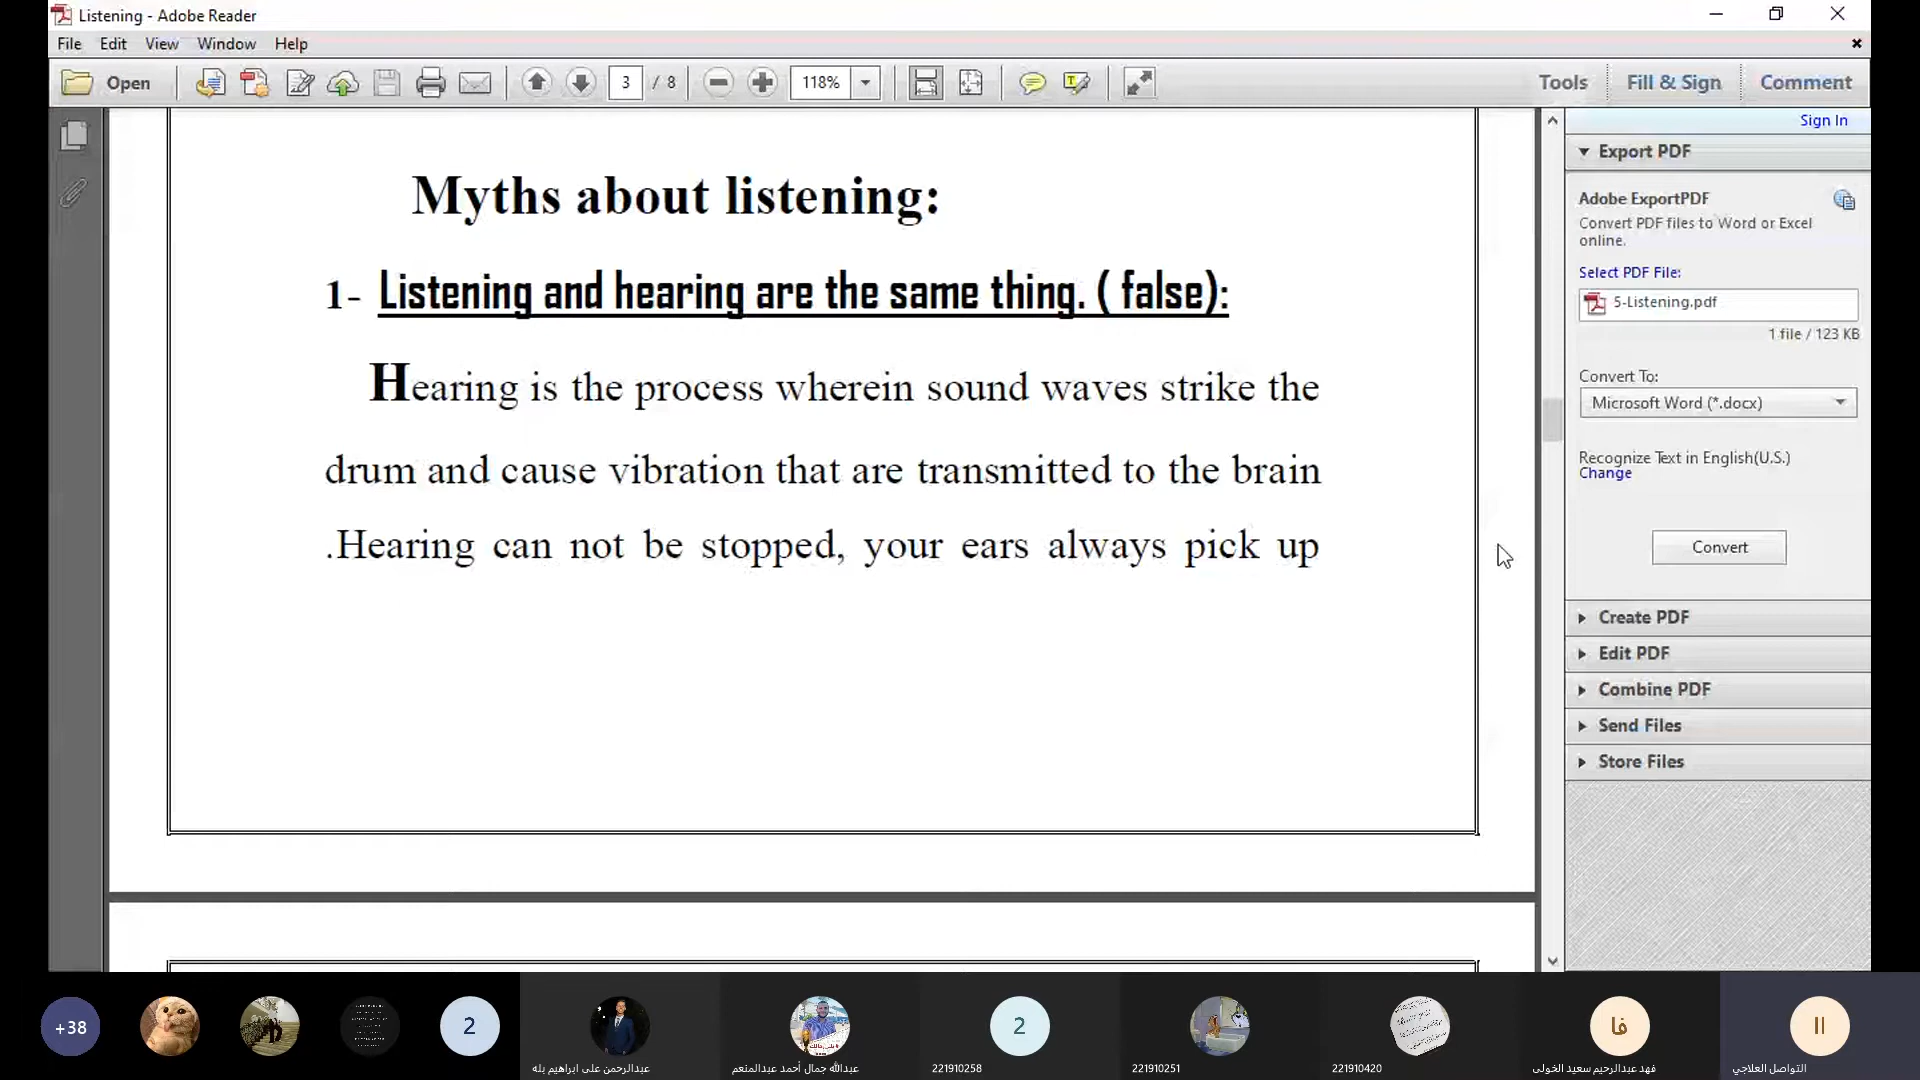 Listening - Adobe Reader
File Edit View Window Help
Open 3 / 8 118% Tools Fill & Sign Comment
Sign In
Export PDF
Adobe ExportPDF
Convert PDF files to Word or Excel
online.
Select PDF File:
5-Listening.pdf
1 file / 123 KB
Convert To:
Microsoft Word (*.docx)
Recognize Text in English(U.S.)
Change
Convert
Create PDF
Edit PDF
Combine PDF
Send Files
Store Files
Myths about listening:
1- Listening and hearing are the same thing. ( false):
Hearing is the process wherein sound waves strike the
drum and cause vibration that are transmitted to the brain
.Hearing can not be stopped, your ears always pick up
+38
2
2
فا
اا
عبدالرحمن على ابراهيم بله
عبدالله جمال أحمد عبدالمنعم
221910258
221910251
221910420
فهد عبدالرحيم سعيد الخولى
التواصل العلاجي